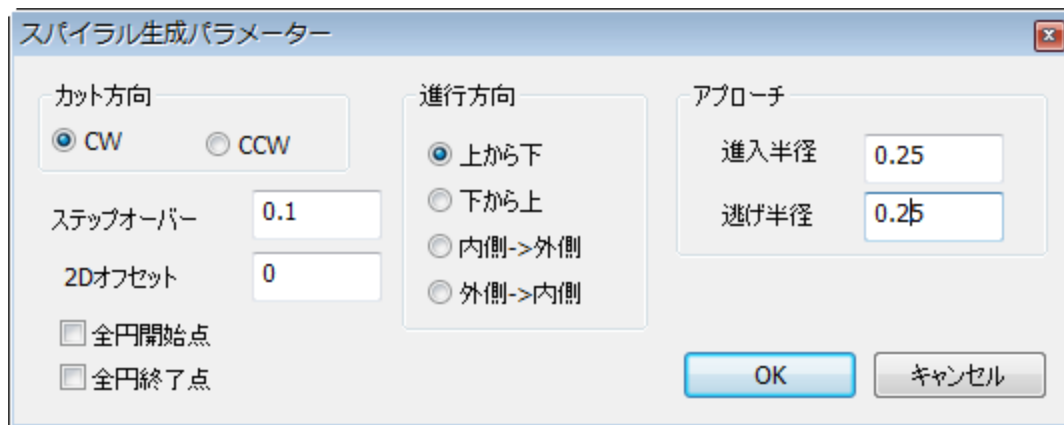 スパイラル生成パラメーター
カット方向
CW
CCW
ステップオーバー 0.1
2Dオフセット 0
全円開始点
全円終了点
進行方向
上から下
下から上
内側->外側
外側->内側
アプローチ
進入半径 0.25
逃げ半径 0.25
OK
キャンセル